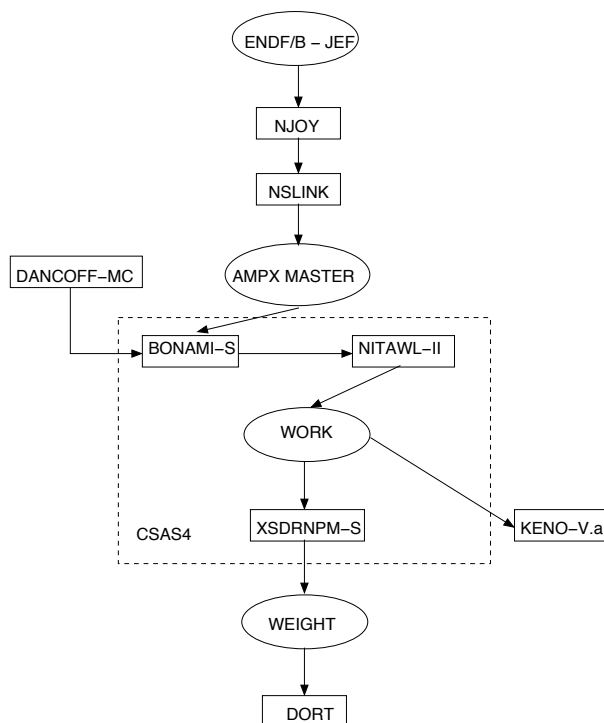 ENDF/B – JEF
NJOY
NSLINK
DANCOFF–MC
AMPX MASTER
BONAMI–S
NITAWL–II
WORK
CSAS4
XSDRNPM–S
KENO–V.a
WEIGHT
DORT